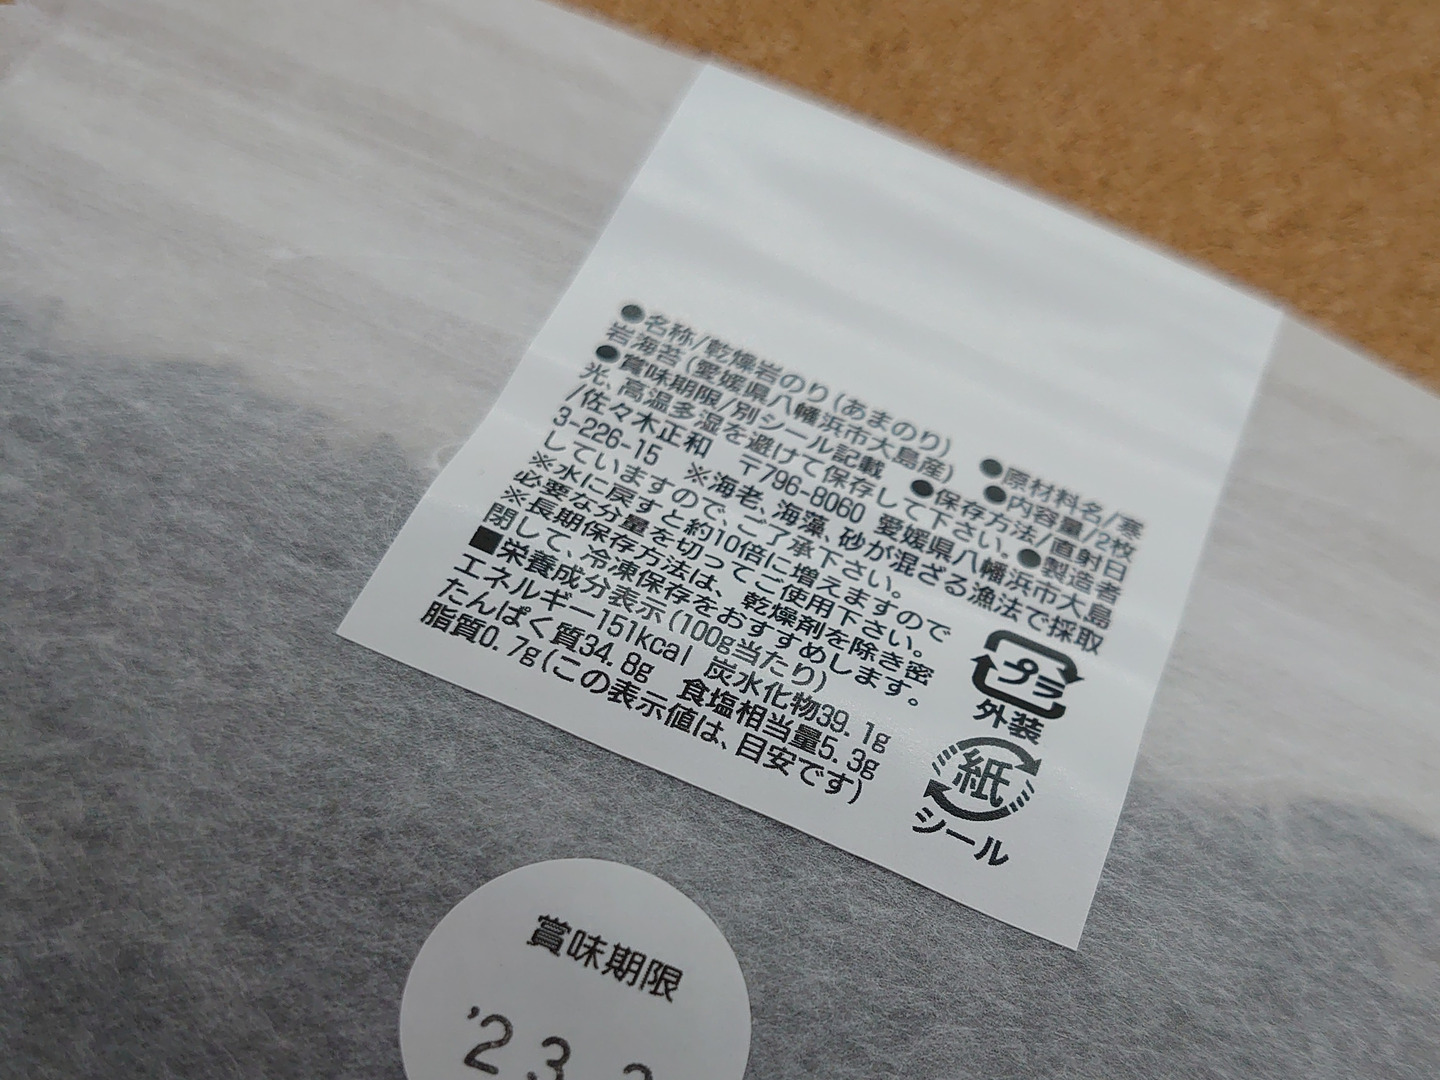 ●名称/乾燥岩のり(あまのり) ●原材料名/寒
岩海苔(愛媛県八幡浜市大島産) ●内容量/2枚
●賞味期限/別シール記載 ●保存方法/直射日
光、高温多湿を避けて保存して下さい。●製造者
/佐々木正和 〒796-8060 愛媛県八幡浜市大島
3-226-15 ※海老、海藻、砂が混ざる漁法で採取
していますので、ご了承下さい。
※水に戻すと約10倍に増えますので
必要な分量を切ってご使用下さい。
※長期保存方法は、乾燥剤を除き密
閉して、冷凍保存をおすすめします。
■栄養成分表示(100g当たり)
エネルギー151kcal 炭水化物39.1g
たんぱく質34.8g 食塩相当量5.3g
脂質0.7g(この表示値は、目安です)
プラ
外装
紙
シール
賞味期限
'23.